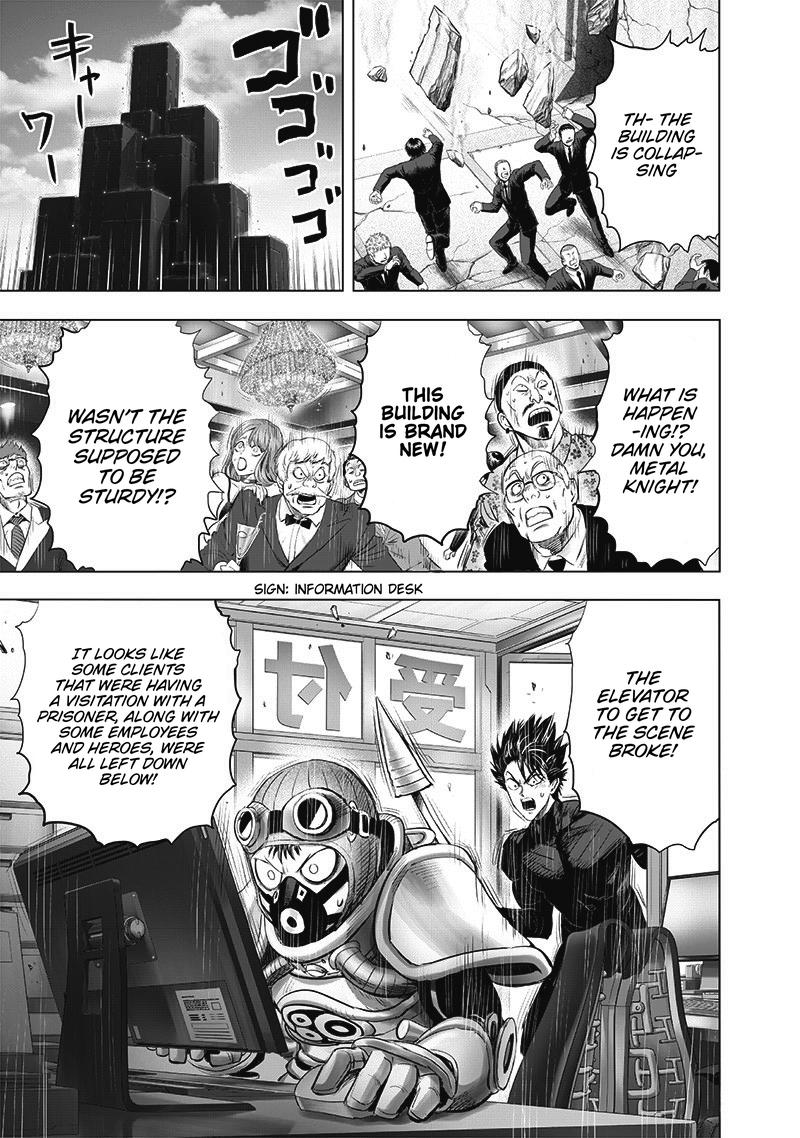 TH- THE
BUILDING
IS COLLAP-
SING
ゴゴゴゴゴ
キャー
ワー
WHAT IS
HAPPEN
-ING!?
DAMN YOU,
METAL
KNIGHT!
THIS
BUILDING
IS BRAND
NEW!
WASN'T THE
STRUCTURE
SUPPOSED
TO BE
STURDY!?
SIGN: INFORMATION DESK
THE
ELEVATOR
TO GET TO
THE SCENE
BROKE!
受付
IT LOOKS LIKE
SOME CLIENTS
THAT WERE HAVING
A VISITATION WITH A
PRISONER, ALONG WITH
SOME EMPLOYEES
AND HEROES, WERE
ALL LEFT DOWN
BELOW!